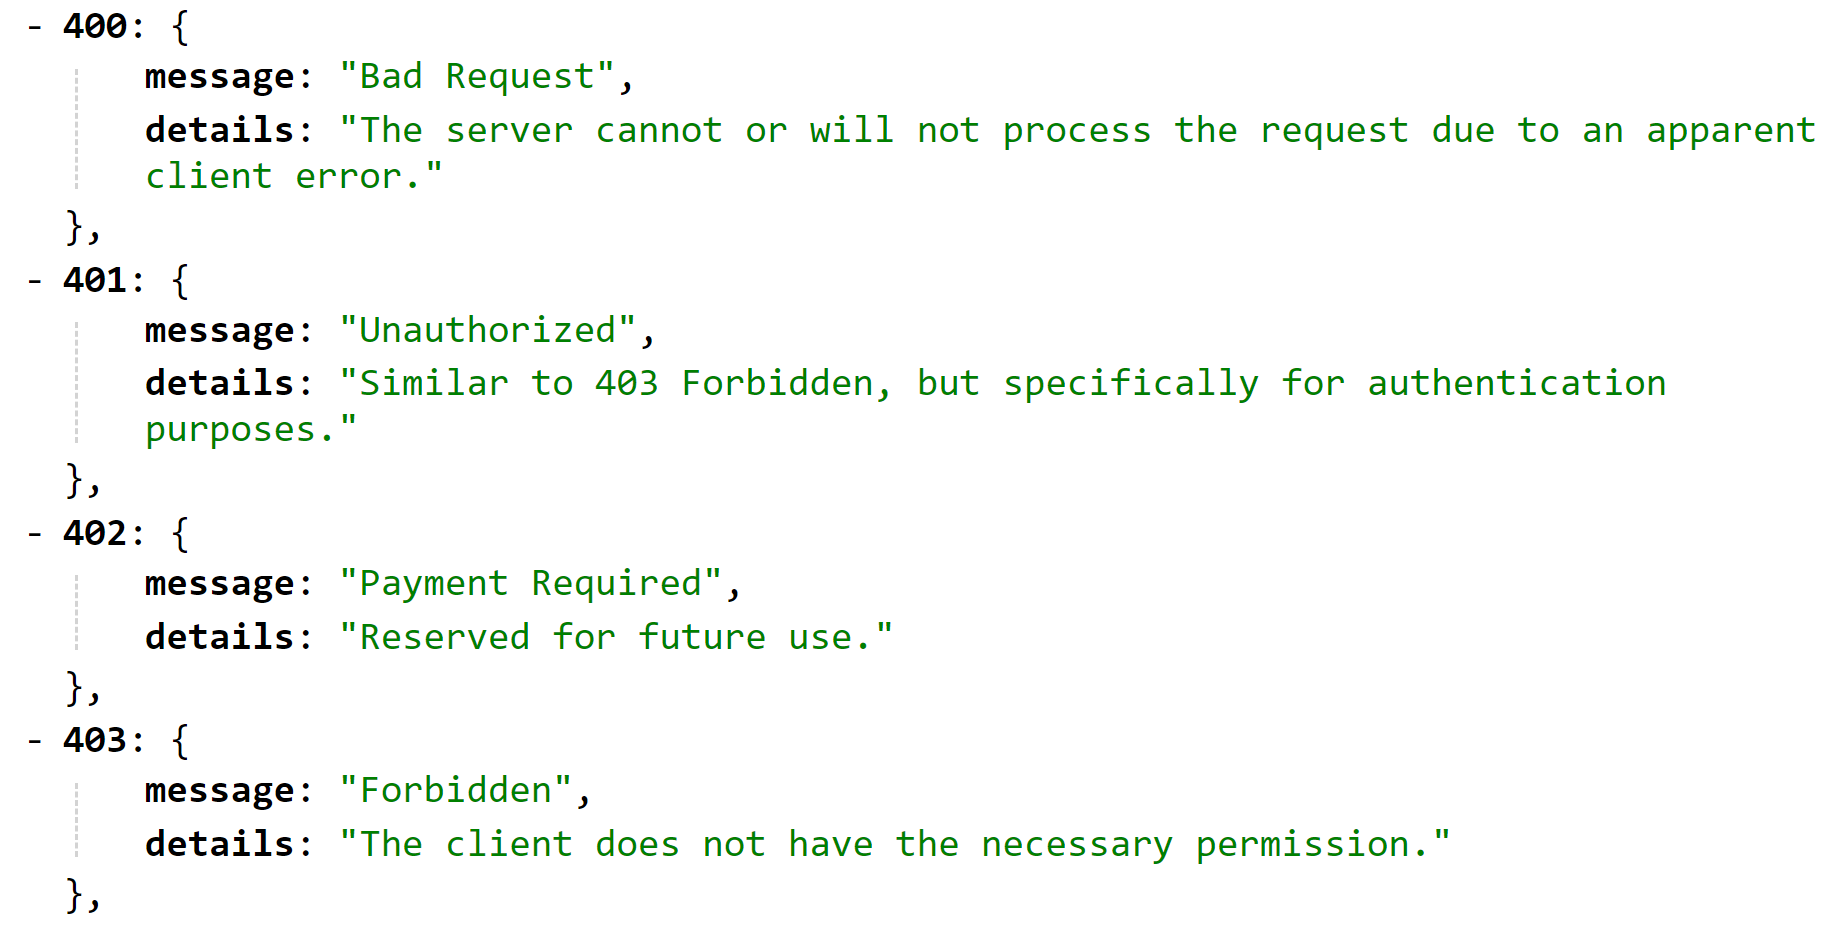 - 400: {
message: "Bad Request",
details: "The server cannot or will not process the request due to an apparent
client error."
},
- 401: {
message: "Unauthorized",
details: "Similar to 403 Forbidden, but specifically for authentication
purposes."
},
- 402: {
message: "Payment Required",
details: "Reserved for future use."
},
- 403: {
message: "Forbidden",
details: "The client does not have the necessary permission."
},